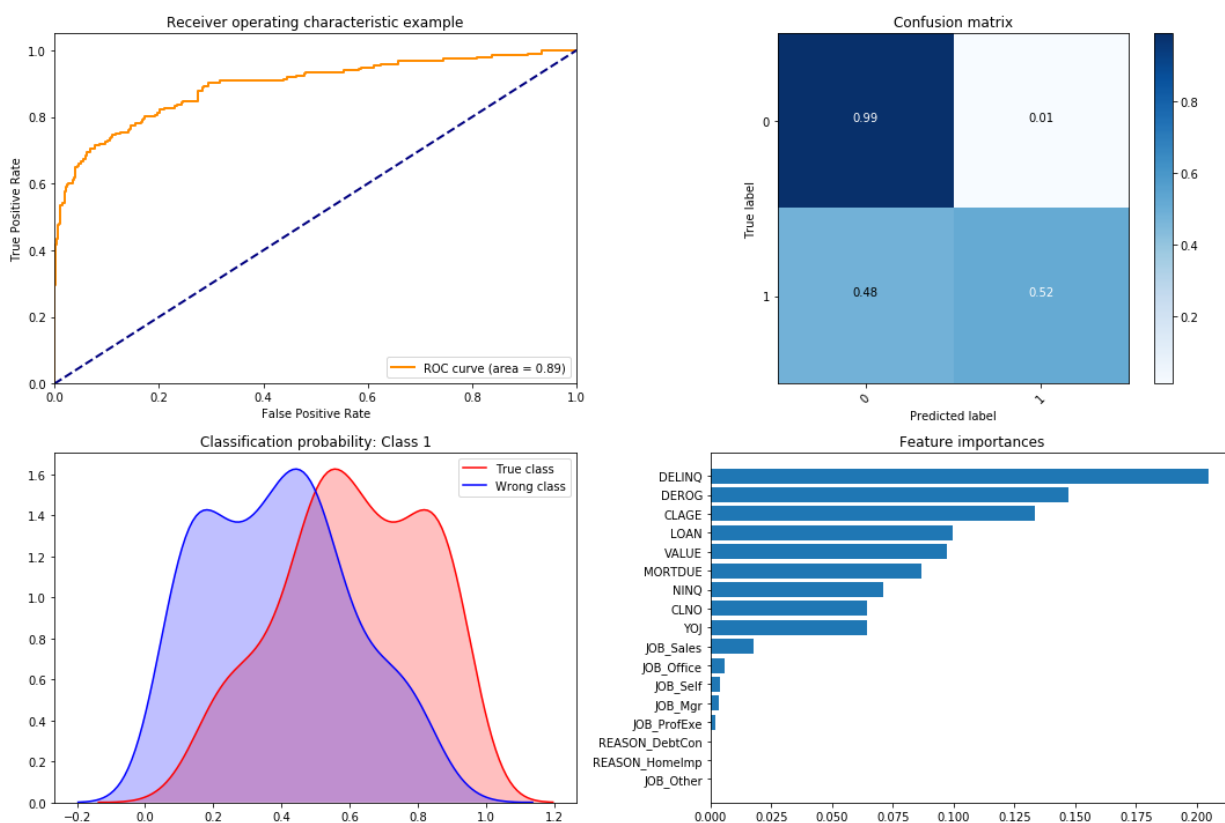 Receiver operating characteristic example
1.0
0.8
0.6
0.4
0.2
0.0
True Positive Rate
ROC curve (area = 0.89)
0.0 0.2 0.4 0.6 0.8 1.0
False Positive Rate
Confusion matrix
0
1
True label
0.99 0.01
0.48 0.52
0 1
Predicted label
0.8
0.6
0.4
0.2
Classification probability: Class 1
1.6
1.4
1.2
1.0
0.8
0.6
0.4
0.2
0.0
True class
Wrong class
−0.2 0.0 0.2 0.4 0.6 0.8 1.0 1.2
Feature importances
DELINQ
DEROG
CLAGE
LOAN
VALUE
MORTDUE
NINQ
CLNO
YOJ
JOB_Sales
JOB_Office
JOB_Self
JOB_Mgr
JOB_ProfExe
REASON_DebtCon
REASON_HomeImp
JOB_Other
0.000 0.025 0.050 0.075 0.100 0.125 0.150 0.175 0.200